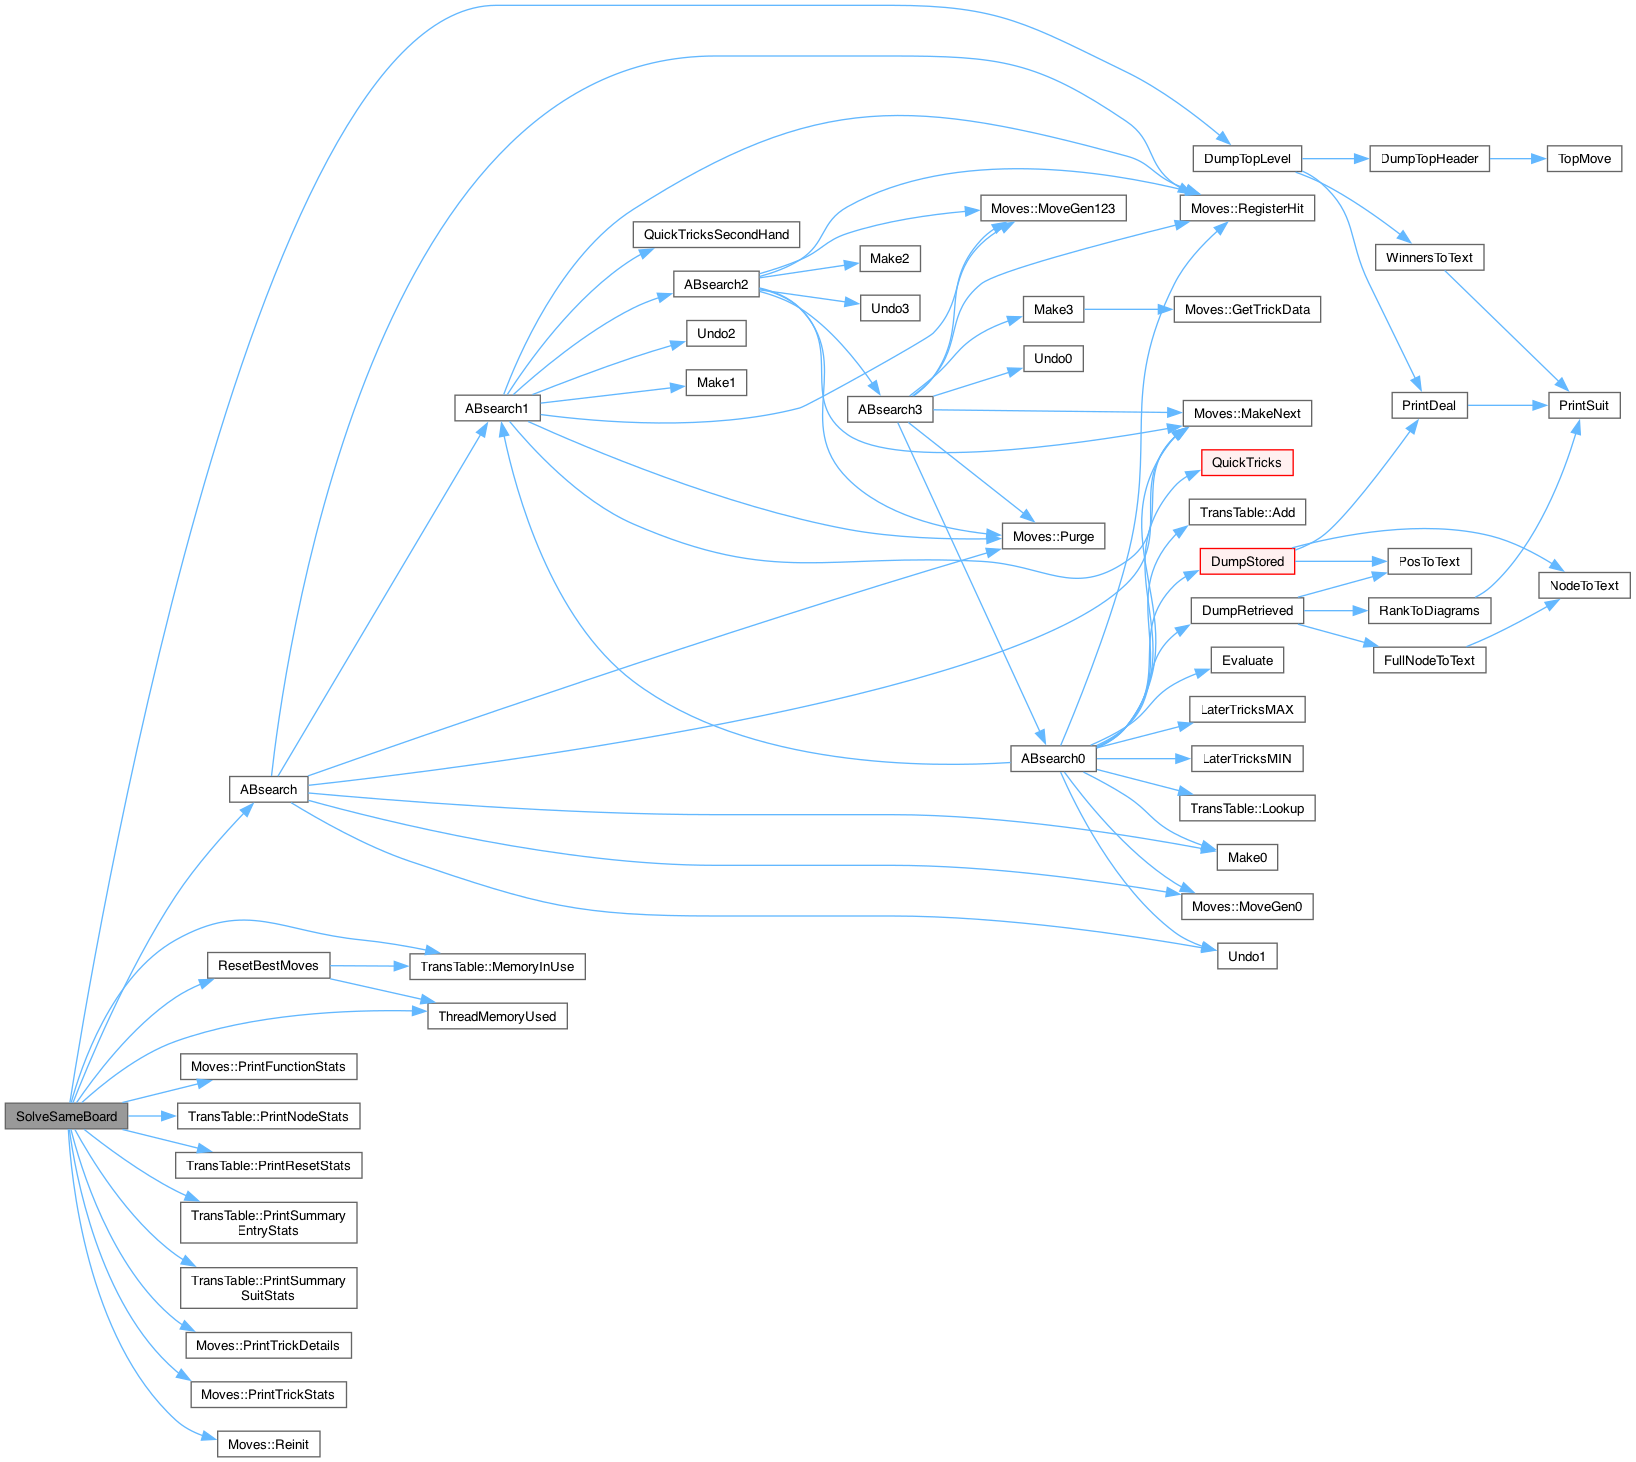 DumpTopLevel
DumpTopHeader
TopMove
Moves::MoveGen123
Moves::RegisterHit
QuickTricksSecondHand
Make2
WinnersToText
ABsearch2
Undo3
Make3
Moves::GetTrickData
Undo2
Undo0
Make1
ABsearch1
ABsearch3
Moves::MakeNext
PrintDeal
PrintSuit
QuickTricks
TransTable::Add
Moves::Purge
DumpStored
PosToText
NodeToText
DumpRetrieved
RankToDiagrams
Evaluate
FullNodeToText
LaterTricksMAX
ABsearch0
LaterTricksMIN
ABsearch
TransTable::Lookup
Make0
Moves::MoveGen0
Undo1
ResetBestMoves
TransTable::MemoryInUse
ThreadMemoryUsed
Moves::PrintFunctionStats
SolveSameBoard
TransTable::PrintNodeStats
TransTable::PrintResetStats
TransTable::PrintSummary
EntryStats
TransTable::PrintSummary
SuitStats
Moves::PrintTrickDetails
Moves::PrintTrickStats
Moves::Reinit